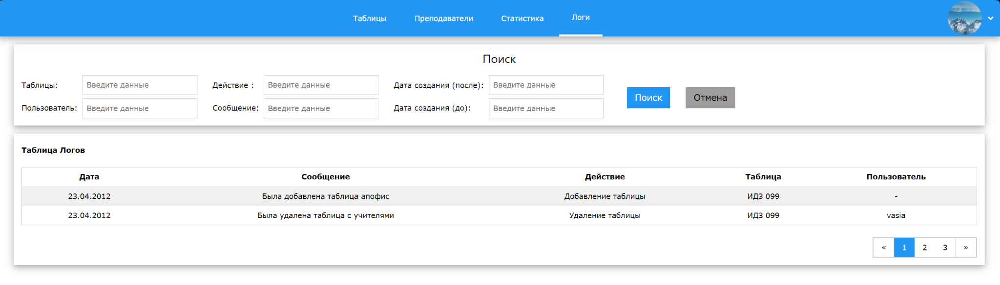 Таблицы Преподаватели Статистика Логи
Поиск
Таблицы: Введите данные Действие : Введите данные Дата создания (после): Введите данные
Поиск Отмена
Пользователь: Введите данные Сообщение: Введите данные Дата создания (до): Введите данные
Таблица Логов
Дата Сообщение Действие Таблица Пользователь
23.04.2012 Была добавлена таблица апофис Добавление таблицы ИДЗ 099 -
23.04.2012 Была удалена таблица с учителями Удаление таблицы ИДЗ 099 vasia
« 1 2 3 »